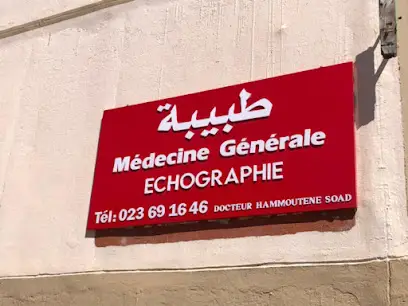 طبيبة
Médecine Générale
ECHOGRAPHIE
Tél: 023 69 16 46 DOCTEUR HAMMOUTENE SOAD